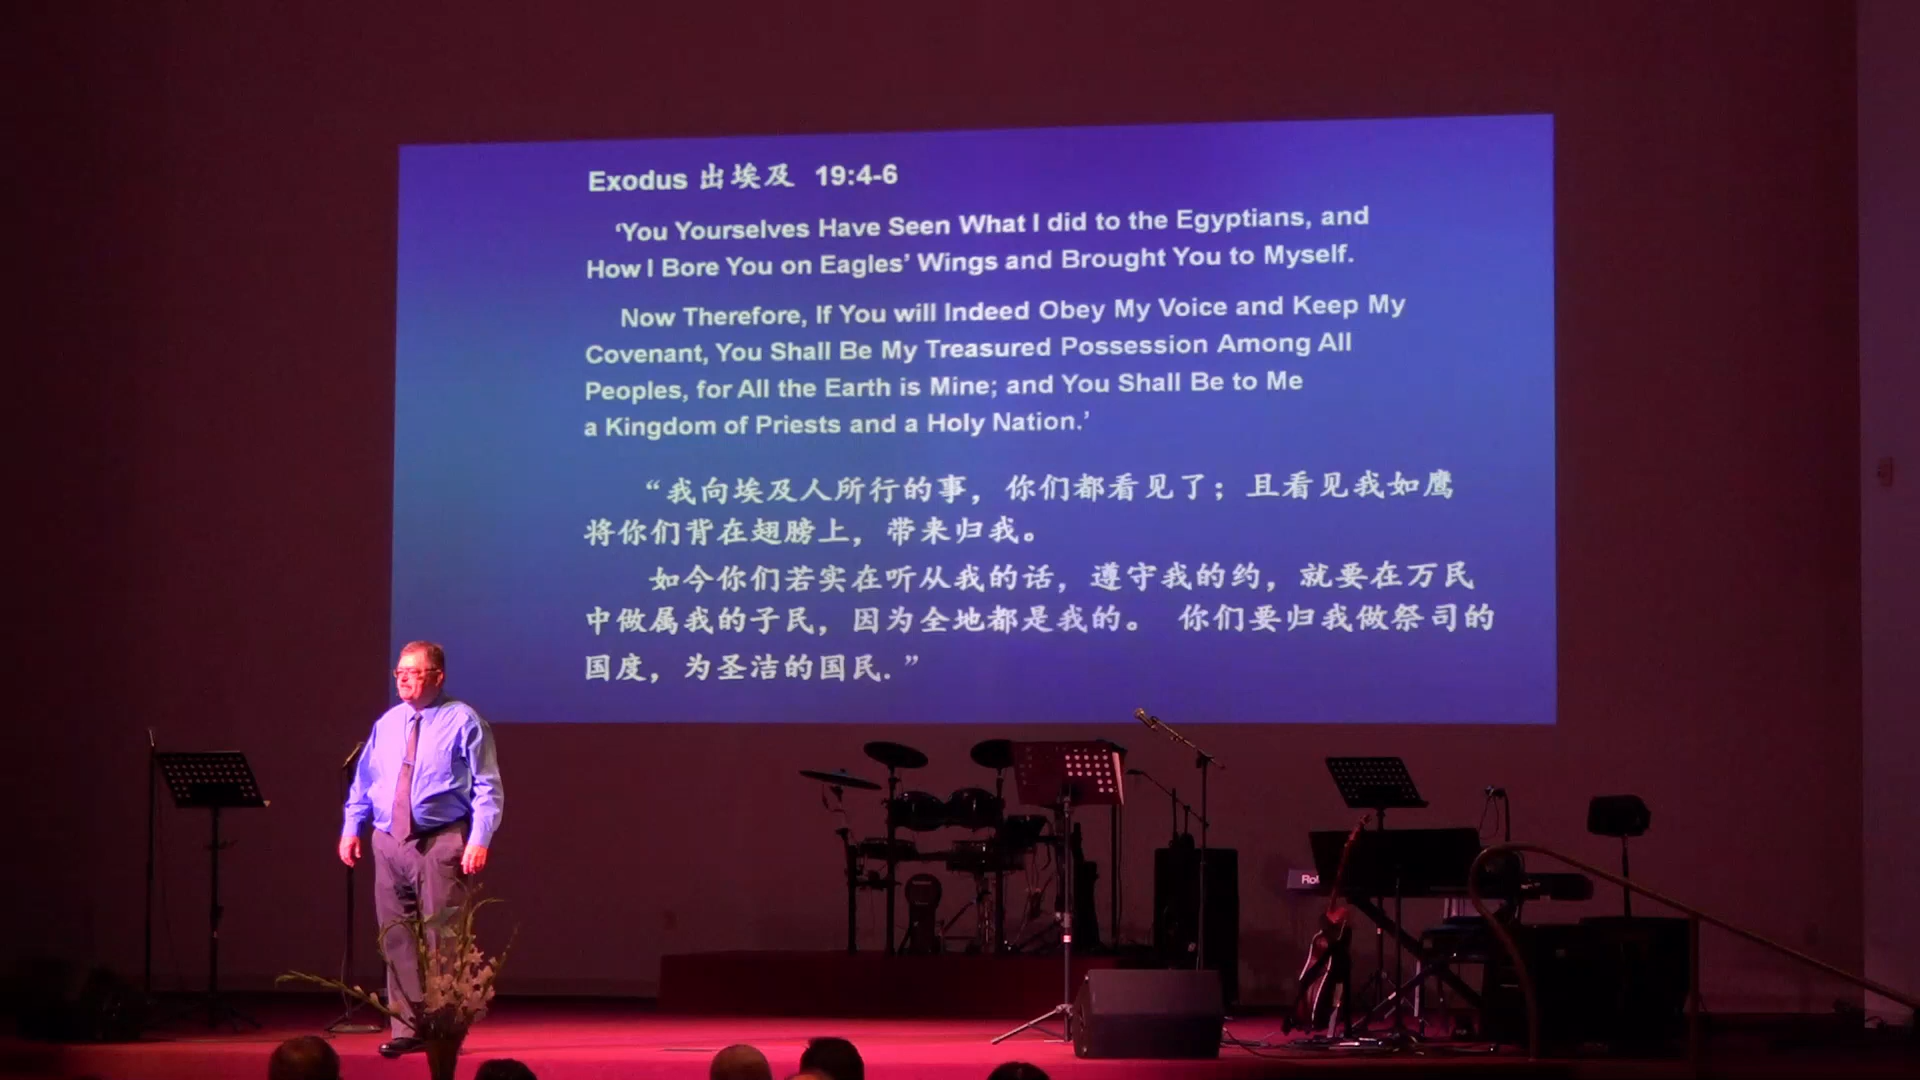 Exodus 出埃及 19:4-6
‘You Yourselves Have Seen What I did to the Egyptians, and
How I Bore You on Eagles’ Wings and Brought You to Myself.
Now Therefore, If You will Indeed Obey My Voice and Keep My
Covenant, You Shall Be My Treasured Possession Among All
Peoples, for All the Earth is Mine; and You Shall Be to Me
a Kingdom of Priests and a Holy Nation.’
“我向埃及人所行的事，你们都看见了；且看见我如鹰
将你们背在翅膀上，带来归我。
如今你们若实在听从我的话，遵守我的约，就要在万民
中做属我的子民，因为全地都是我的。 你们要归我做祭司的
国度，为圣洁的国民.”